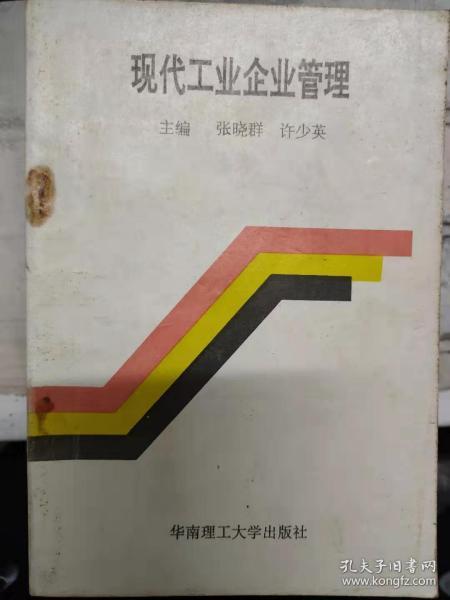 现代工业企业管理
主编 张晓群 许少英
华南理工大学出版社
孔夫子旧书网
www.kongfz.com